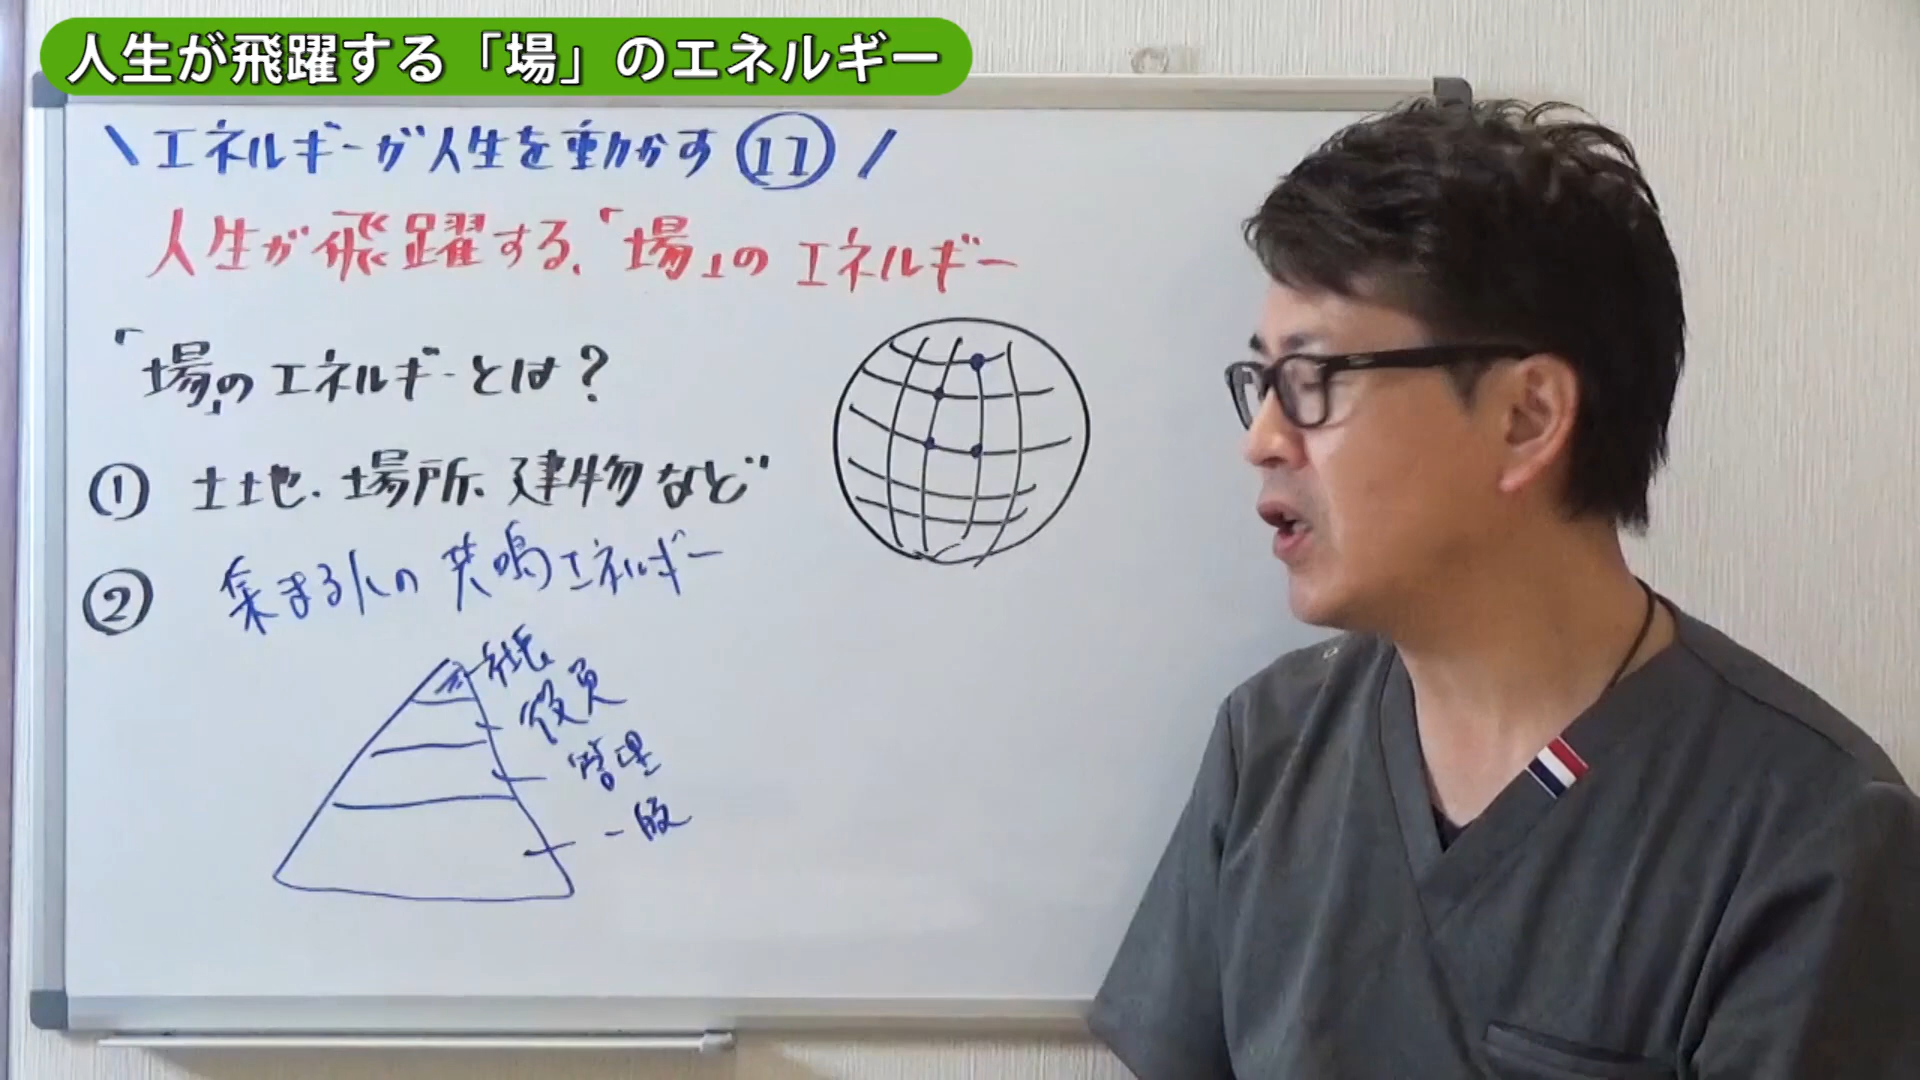 人生が飛躍する「場」のエネルギー
\エネルギーが人生を動かす⑪/
人生が飛躍する、「場」のエネルギー
「場」のエネルギーとは?
① 土地、場所、建物など
② 集まる人の共鳴エネルギー
社長
役員
管理
一般